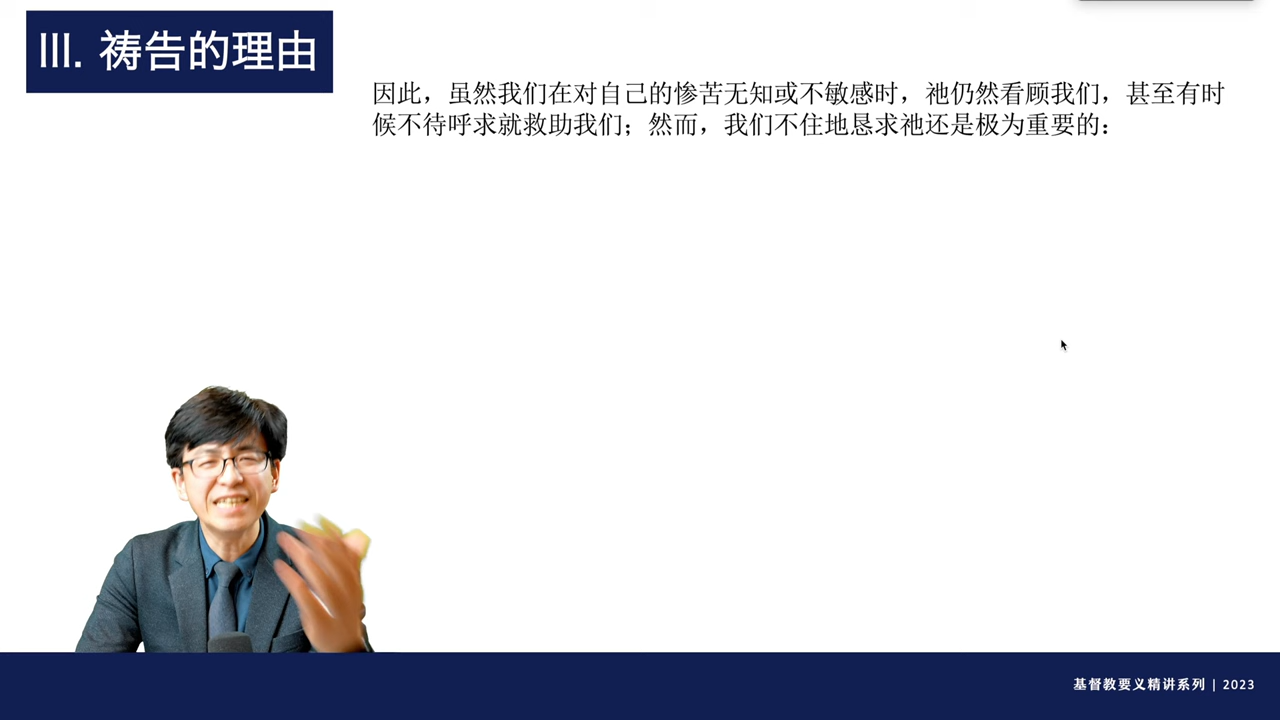 III. 祷告的理由
因此，虽然我们在对自己的惨苦无知或不敏感时，祂仍然看顾我们，甚至有时
候不待呼求就救助我们；然而，我们不住地恳求祂还是极为重要的：
基督教要义精讲系列 | 2023